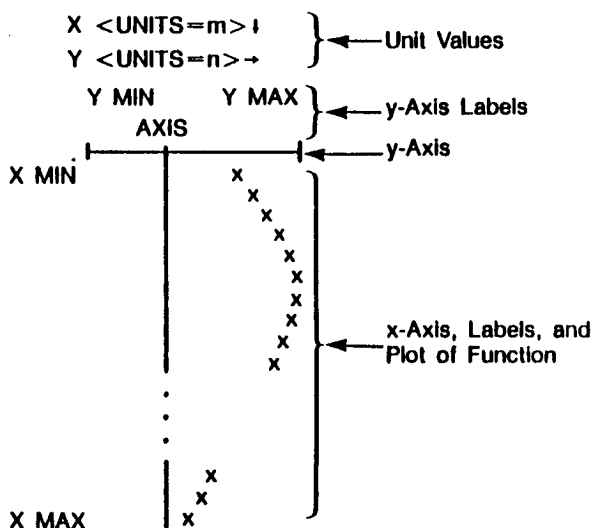 X <UNITS=m>↓
Y <UNITS=n>→
Unit Values
Y MIN Y MAX
y-Axis Labels
AXIS
y-Axis
X MIN
x
x
x
x
x
x
x
x
x
x
x-Axis, Labels, and
Plot of Function
x
x
X MAX x